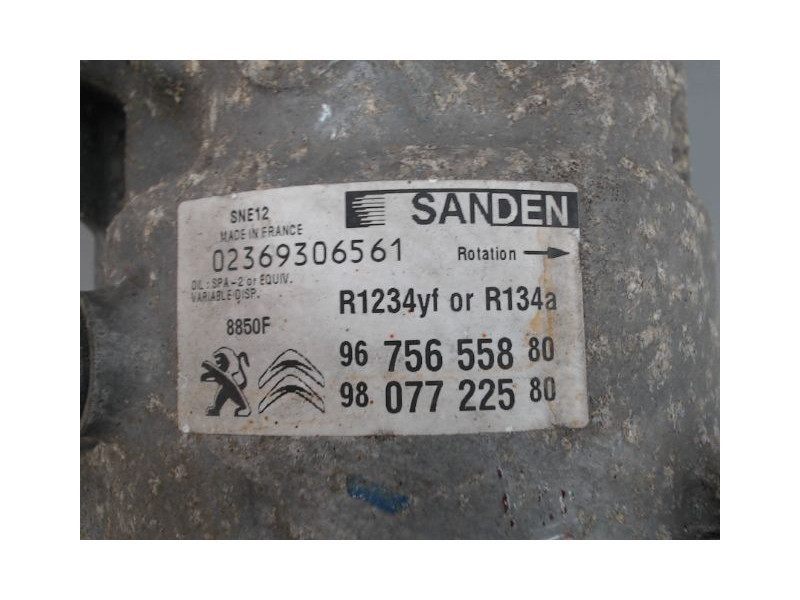 SNE12
MADE IN FRANCE
SANDEN
02369306561
Rotation
OIL : SPA-2 or EQUIV.
VARIABLE DISP.
R1234yf or R134a
8850F
96 756 558 80
98 077 225 80